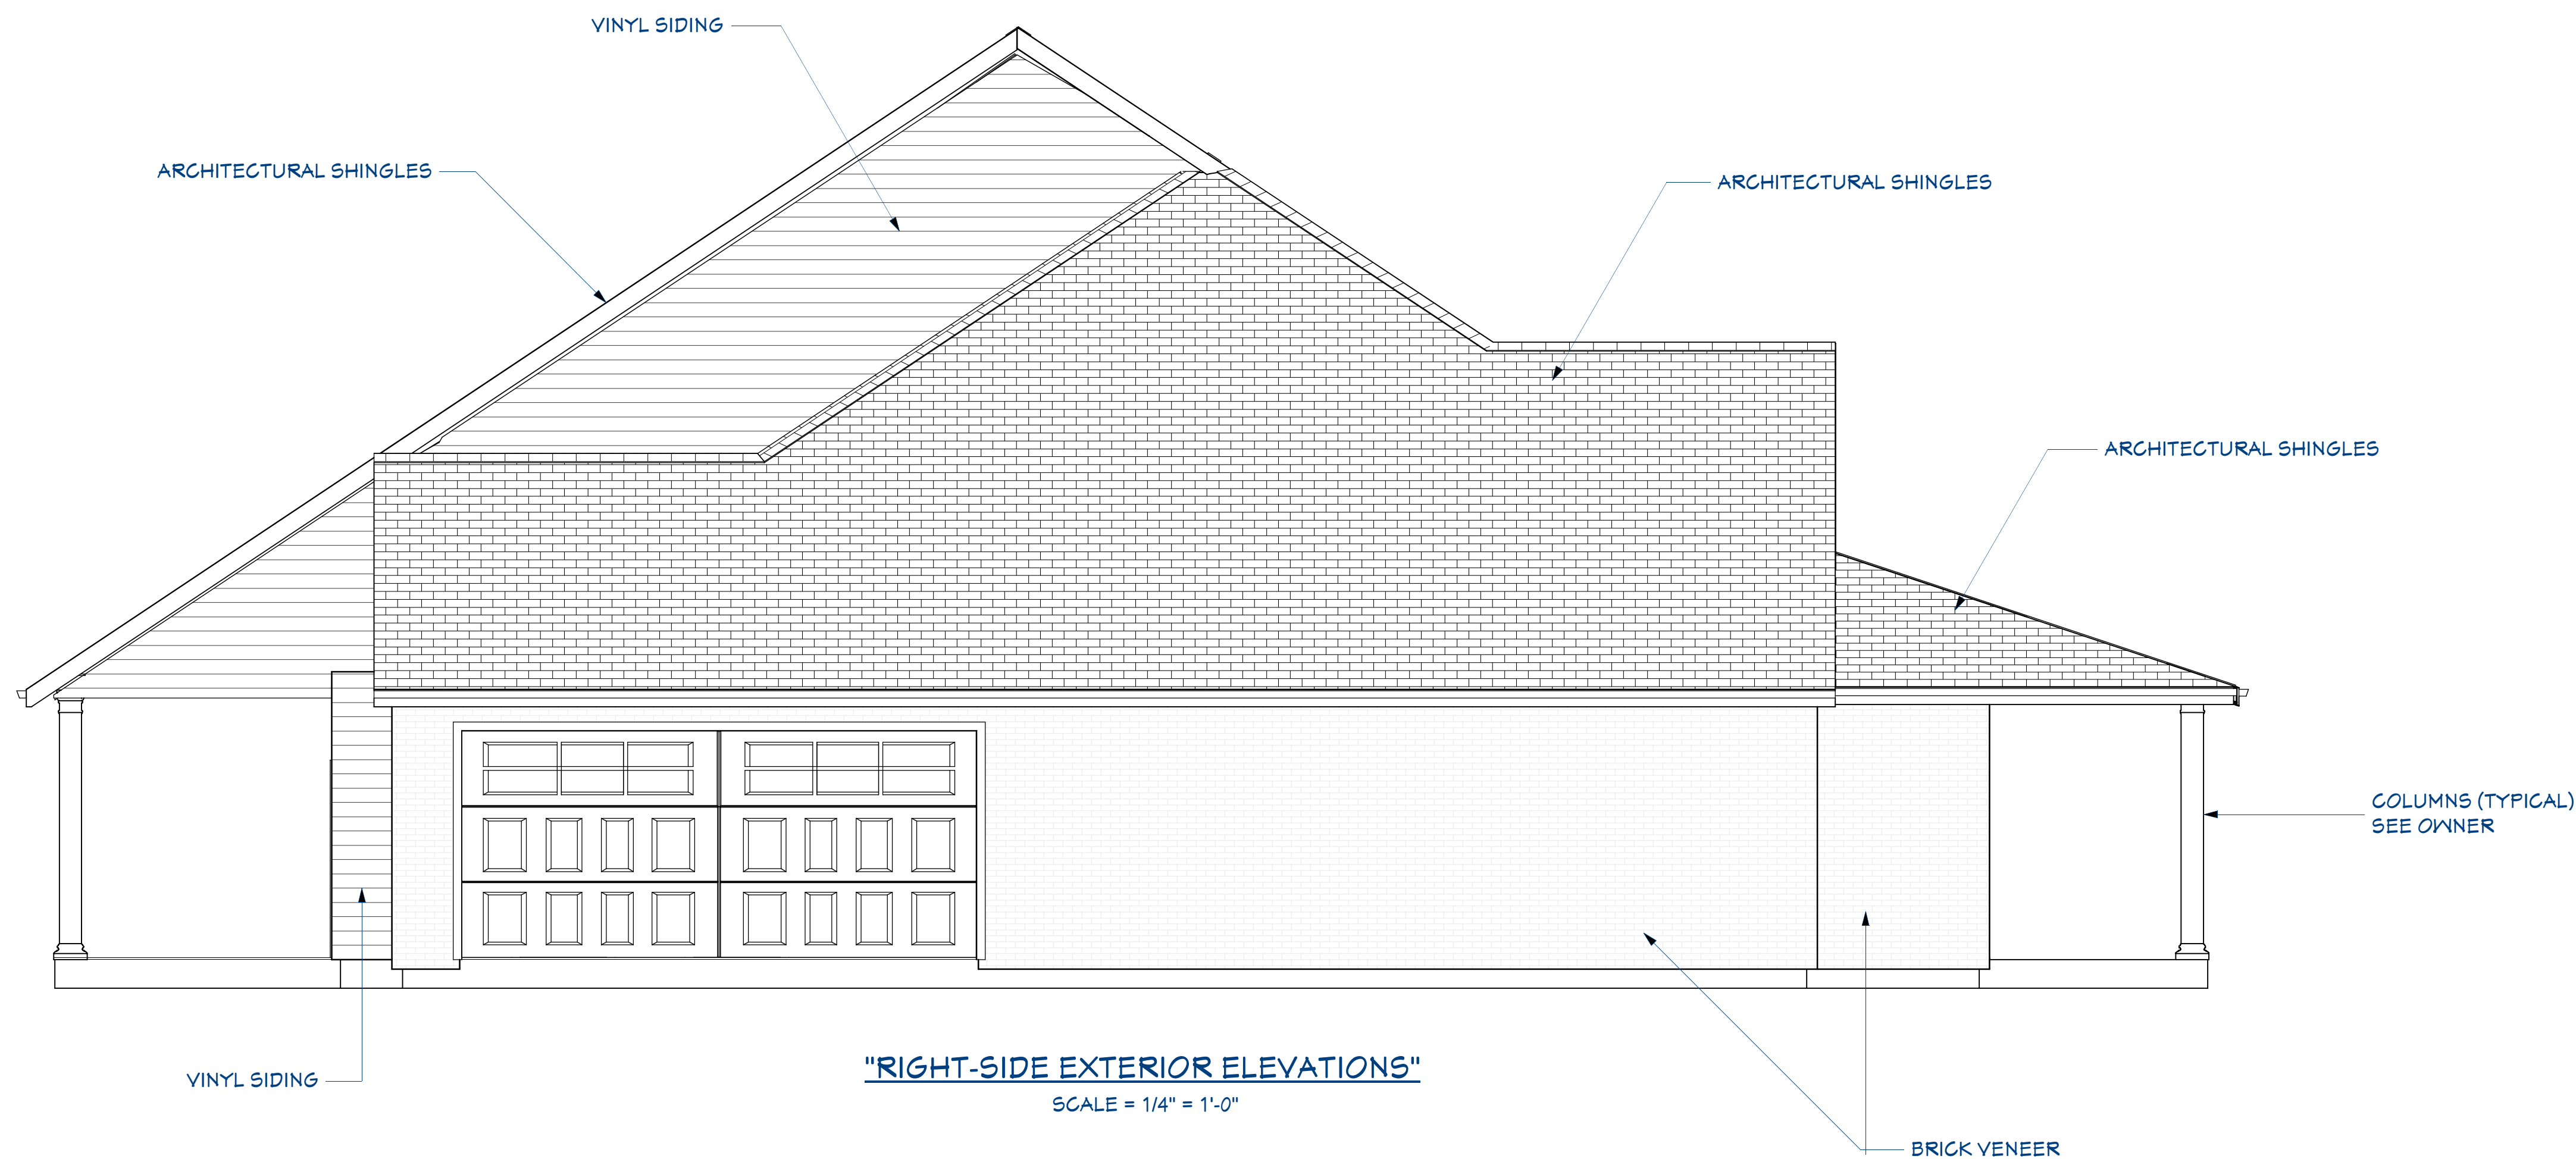 VINYL SIDING
ARCHITECTURAL SHINGLES
ARCHITECTURAL SHINGLES
ARCHITECTURAL SHINGLES
COLUMNS (TYPICAL)
SEE OWNER
VINYL SIDING
"RIGHT-SIDE EXTERIOR ELEVATIONS"
SCALE = 1/4" = 1'-0"
BRICK VENEER